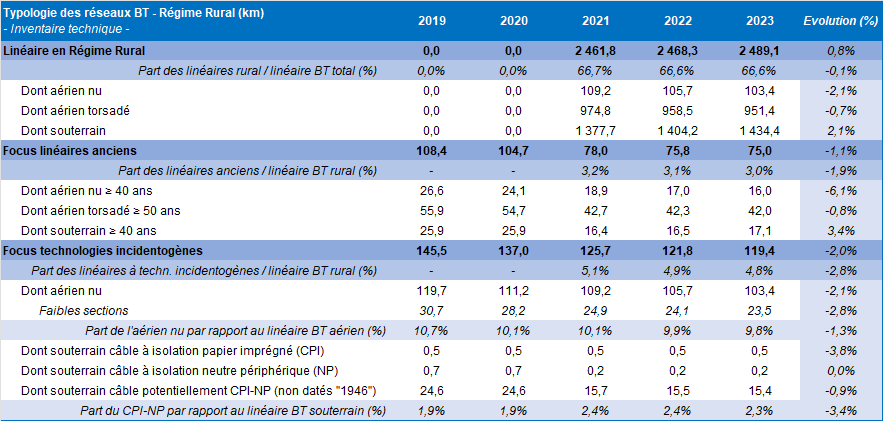 Typologie des réseaux BT - Régime Rural (km) 2019 2020 2021 2022 2023 Evolution (%)
- Inventaire technique -
Linéaire en Régime Rural 0,0 0,0 2 461,8 2 468,3 2 489,1 0,8%
Part des linéaires rural / linéaire BT total (%) 0,0% 0,0% 66,7% 66,6% 66,6% -0,1%
Dont aérien nu 0,0 0,0 109,2 105,7 103,4 -2,1%
Dont aérien torsadé 0,0 0,0 974,8 958,5 951,4 -0,7%
Dont souterrain 0,0 0,0 1 377,7 1 404,2 1 434,4 2,1%
Focus linéaires anciens 108,4 104,7 78,0 75,8 75,0 -1,1%
Part des linéaires anciens / linéaire BT rural (%) - - 3,2% 3,1% 3,0% -1,9%
Dont aérien nu ≥ 40 ans 26,6 24,1 18,9 17,0 16,0 -6,1%
Dont aérien torsadé ≥ 50 ans 55,9 54,7 42,7 42,3 42,0 -0,8%
Dont souterrain ≥ 40 ans 25,9 25,9 16,4 16,5 17,1 3,4%
Focus technologies incidentogènes 145,5 137,0 125,7 121,8 119,4 -2,0%
Part des linéaires à techn. incidentogènes / linéaire BT rural (%) - - 5,1% 4,9% 4,8% -2,8%
Dont aérien nu 119,7 111,2 109,2 105,7 103,4 -2,1%
Faibles sections 30,7 28,2 24,9 24,1 23,5 -2,8%
Part de l'aérien nu par rapport au linéaire BT aérien (%) 10,7% 10,1% 10,1% 9,9% 9,8% -1,3%
Dont souterrain câble à isolation papier imprégné (CPI) 0,5 0,5 0,5 0,5 0,5 -3,8%
Dont souterrain câble à isolation neutre périphérique (NP) 0,7 0,7 0,2 0,2 0,2 0,0%
Dont souterrain câble potentiellement CPI-NP (non datés "1946") 24,6 24,6 15,7 15,5 15,4 -0,9%
Part du CPI-NP par rapport au linéaire BT souterrain (%) 1,9% 1,9% 2,4% 2,4% 2,3% -3,4%